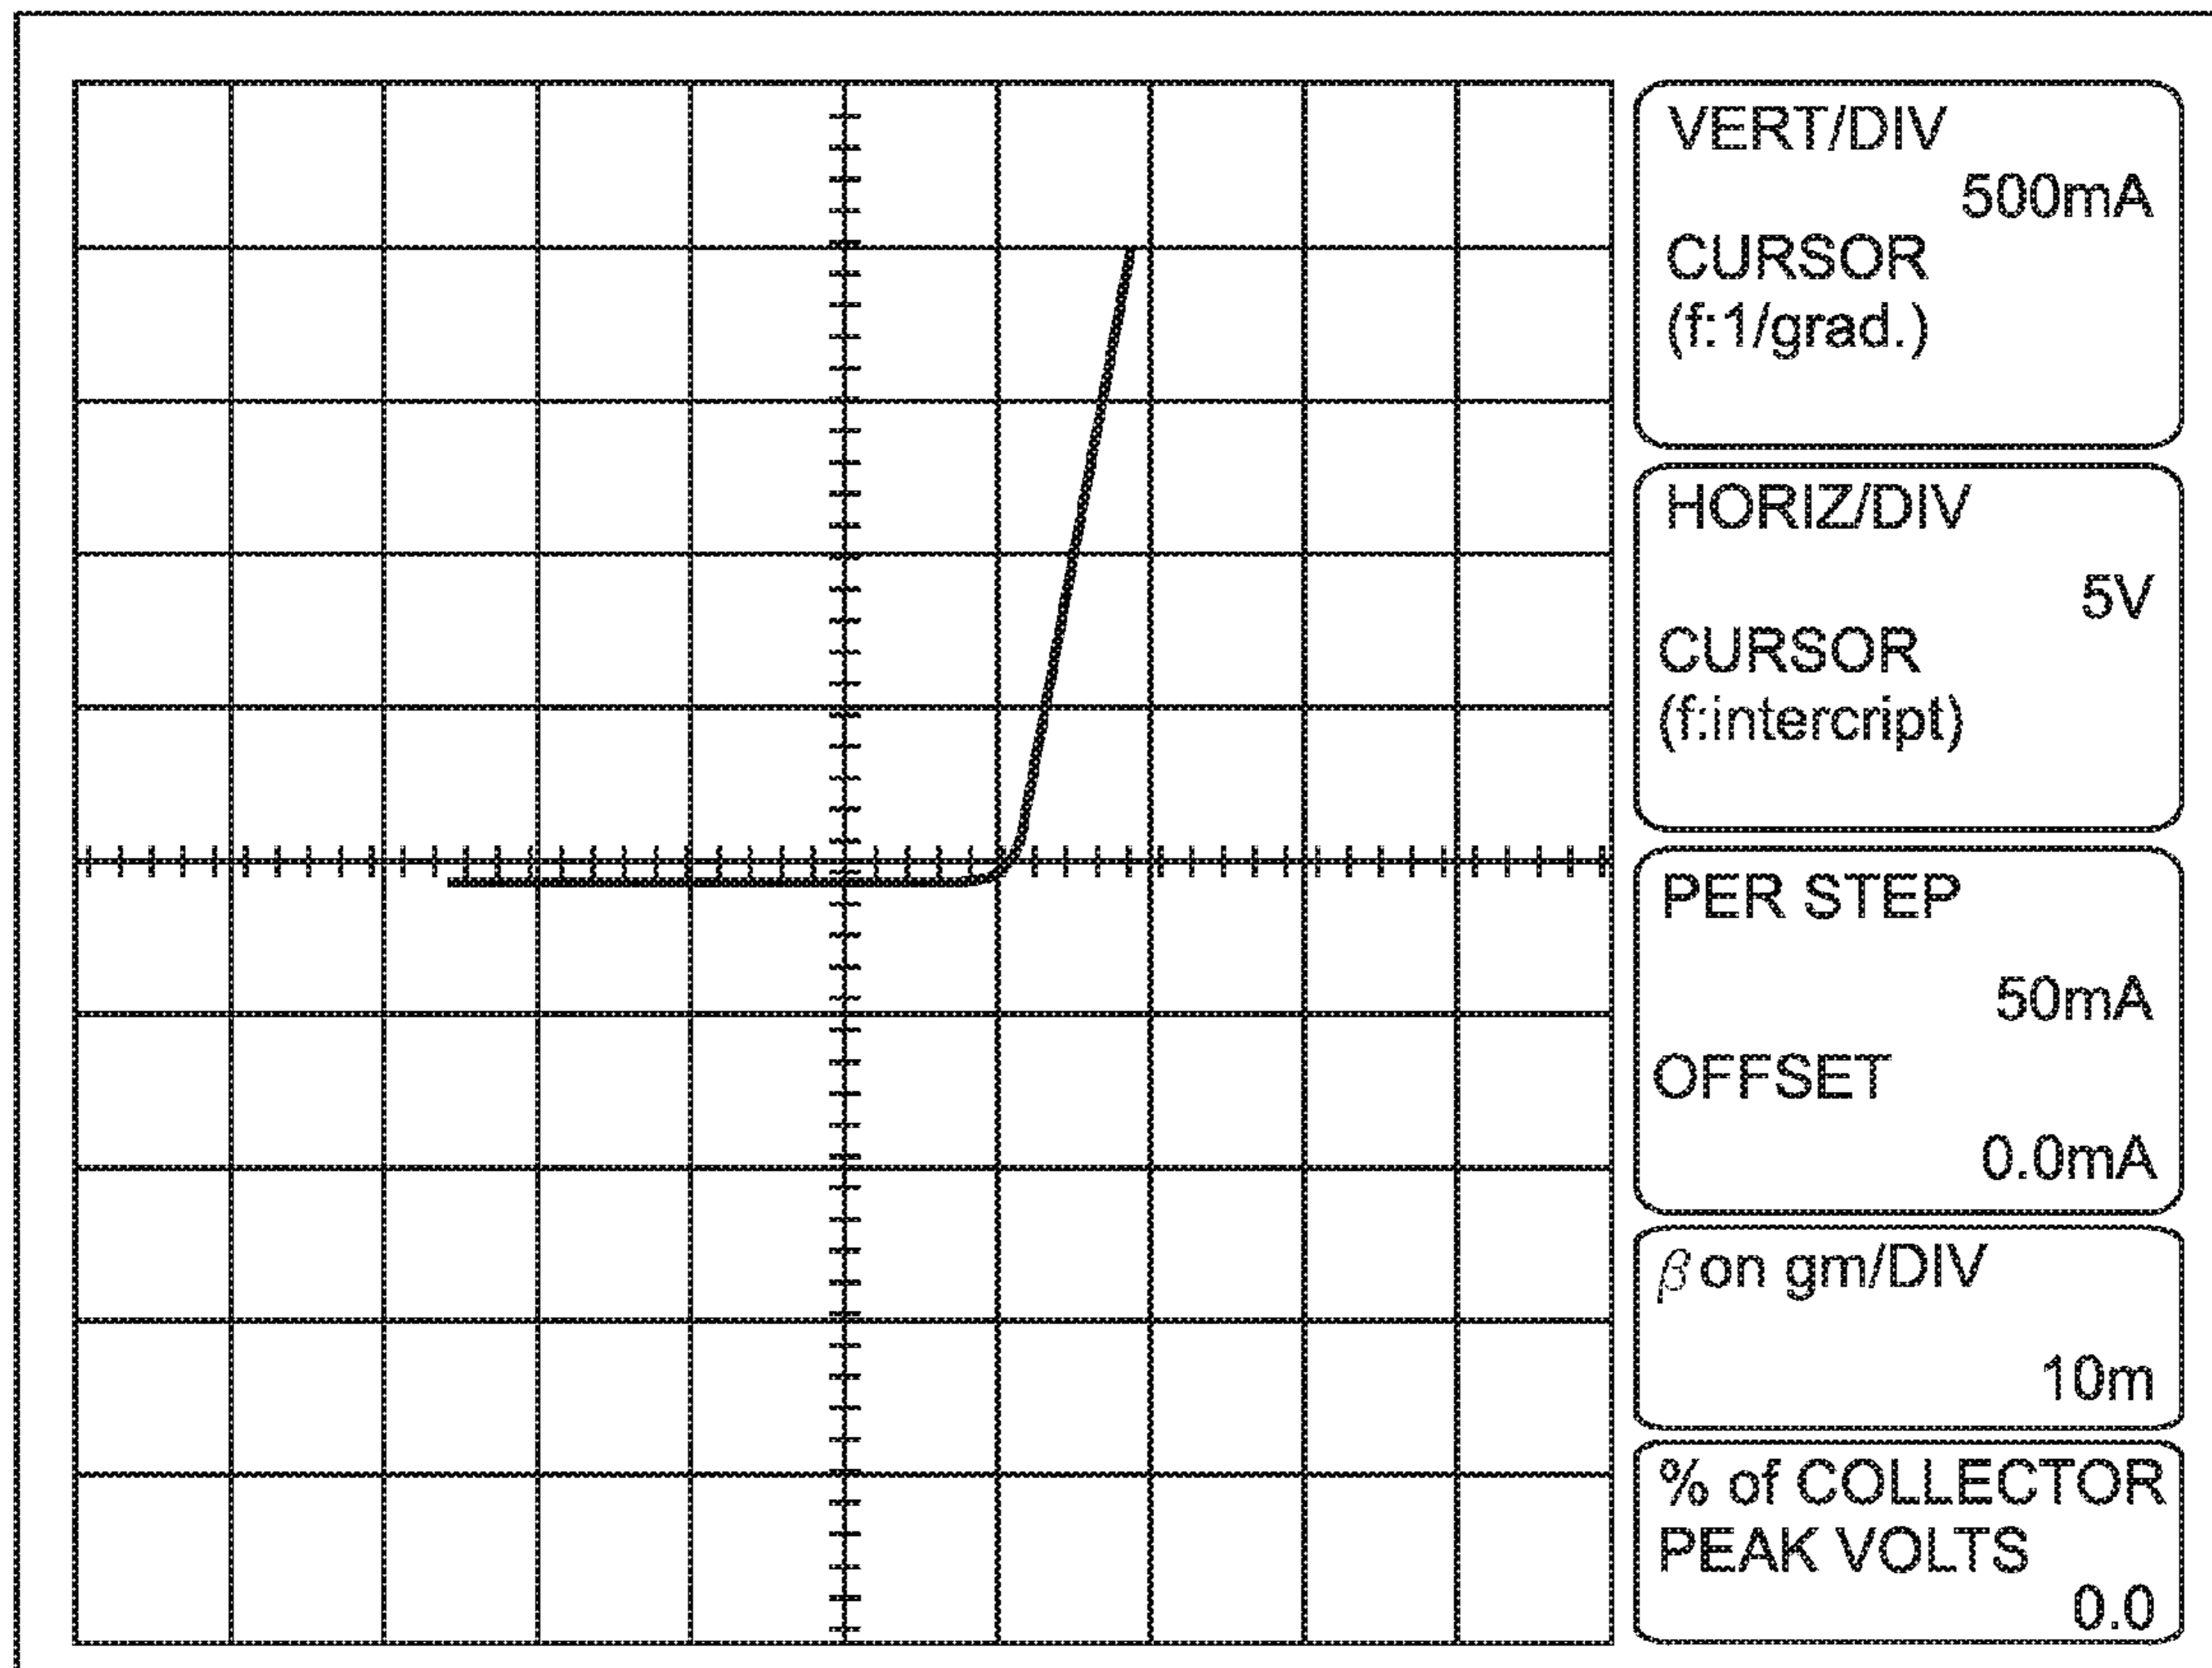 VERT/DIV
500mA
CURSOR
(f:1/grad.)
HORIZ/DIV
5V
CURSOR
(f:intercript)
PER STEP
50mA
OFFSET
0.0mA
β on gm/DIV
10m
% of COLLECTOR
PEAK VOLTS
0.0